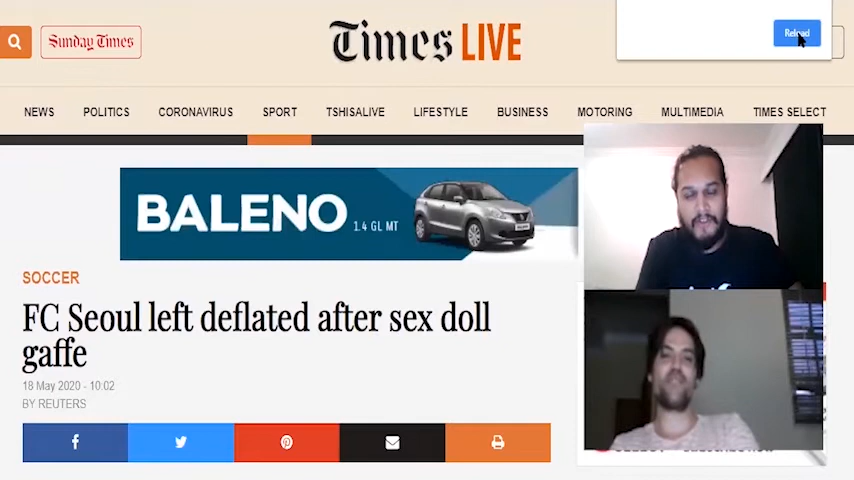 Sunday Times
Times LIVE
Reload
NEWS
POLITICS
CORONAVIRUS
SPORT
TSHISALIVE
LIFESTYLE
BUSINESS
MOTORING
MULTIMEDIA
TIMES SELECT
BALENO 1.4 GL MT
SOCCER
FC Seoul left deflated after sex doll
gaffe
18 May 2020 - 10:02
BY REUTERS